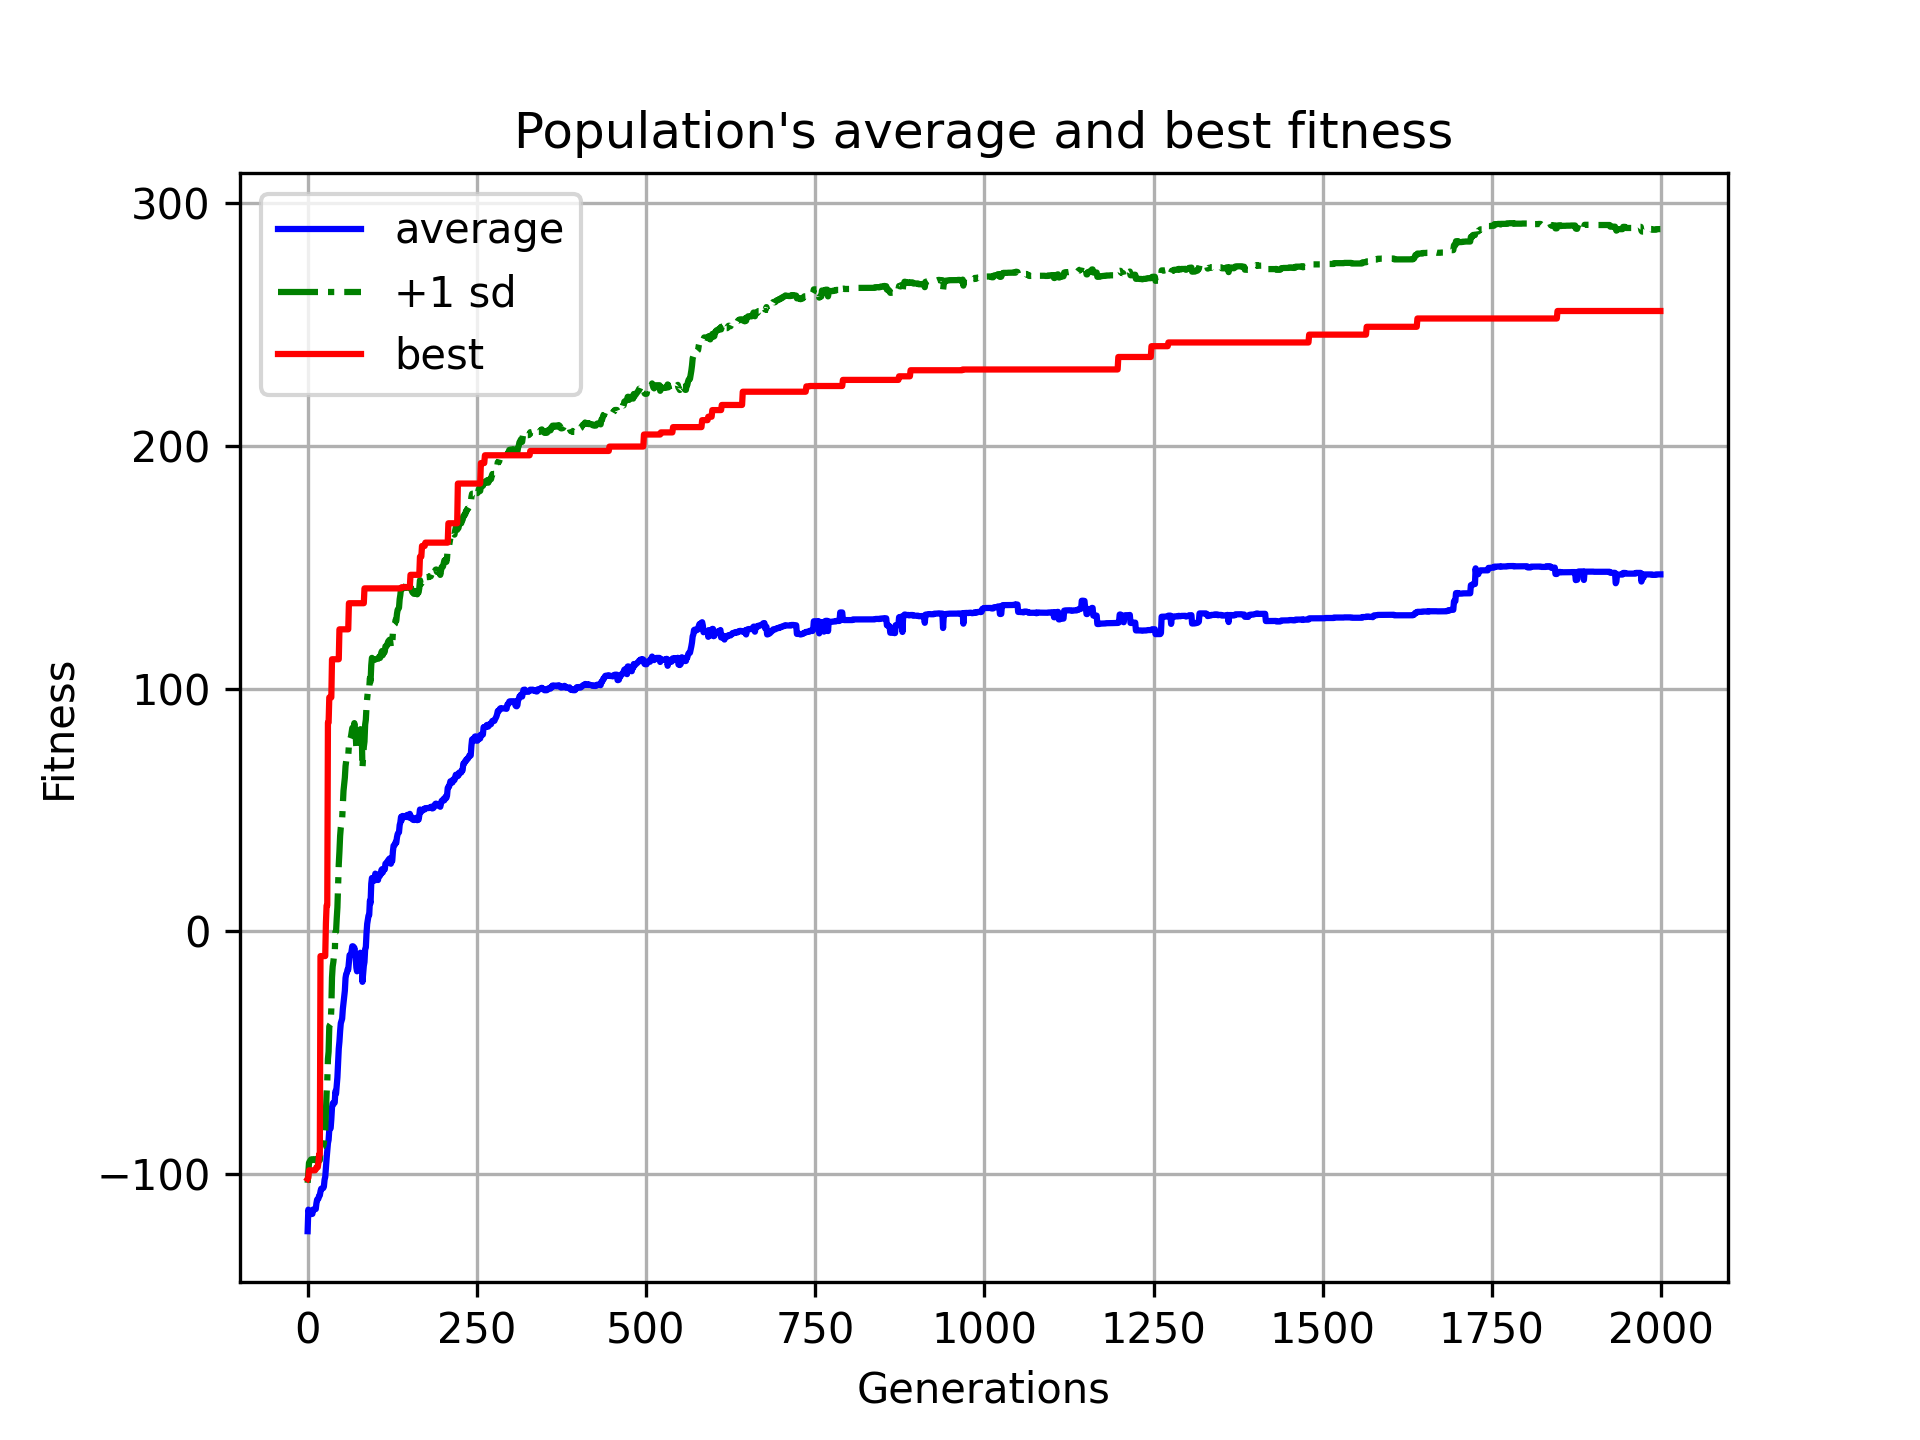 Population's average and best fitness
average
+1 sd
best
300
200
100
0
−100
Fitness
0 250 500 750 1000 1250 1500 1750 2000
Generations